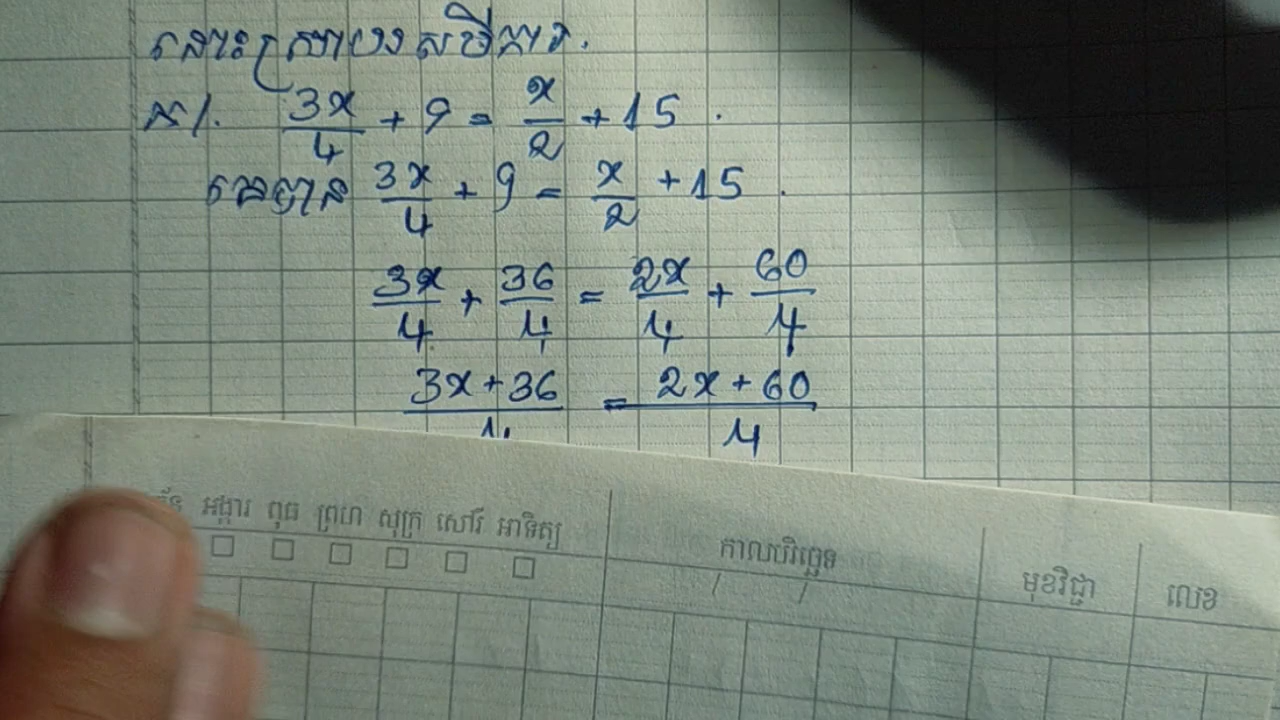 ដោះស្រាយសមីការ.
ក/. 3x/4 + 9 = x/2 + 15 .
គេបាន 3x/4 + 9 = x/2 + 15 .
3x/4 + 36/4 = 2x/4 + 60/4
(3x + 36)/4 = (2x + 60)/4
អង្គារ ពុធ ព្រហ សុក្រ សៅរ៍ អាទិត្យ កាលបរិច្ឆេទ មុខវិជ្ជា លេខ
/ /